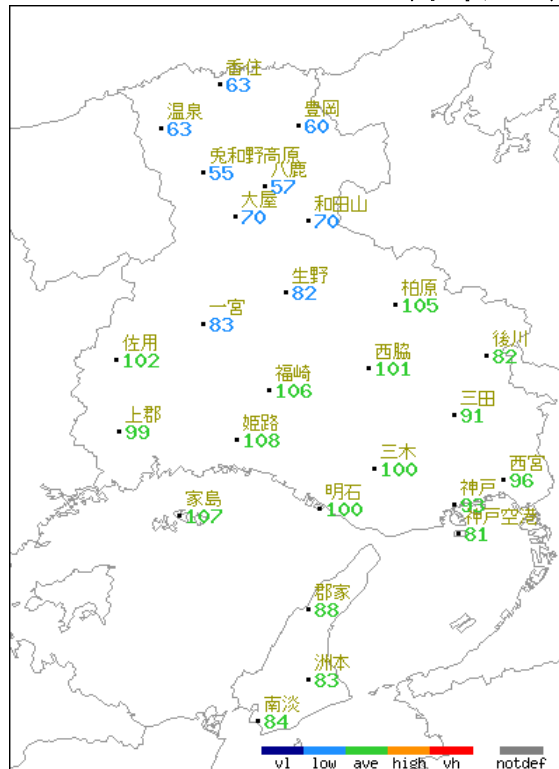 香住
63
温泉
63
豊岡
60
兎和野高原
55
八鹿
57
大屋
70
和田山
70
生野
82
柏原
105
一宮
83
佐用
102
後川
82
西脇
101
福崎
106
三田
91
上郡
99
姫路
108
三木
100
西宮
96
家島
107
明石
100
神戸
93
神戸空港
81
郡家
88
洲本
83
南淡
84
vl low ave high vh notdef